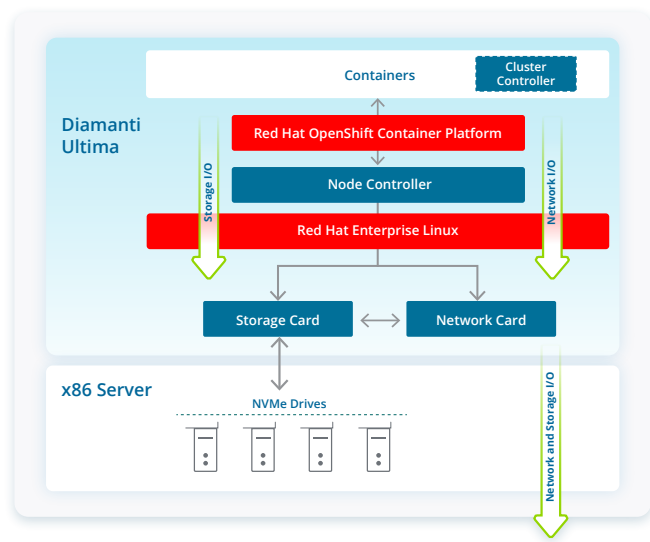 Containers
Cluster
Controller
Diamanti
Ultima
Red Hat OpenShift Container Platform
Node Controller
Storage I/O
Network I/O
Red Hat Enterprise Linux
Storage Card
Network Card
x86 Server
NVMe Drives
Network and Storage I/O